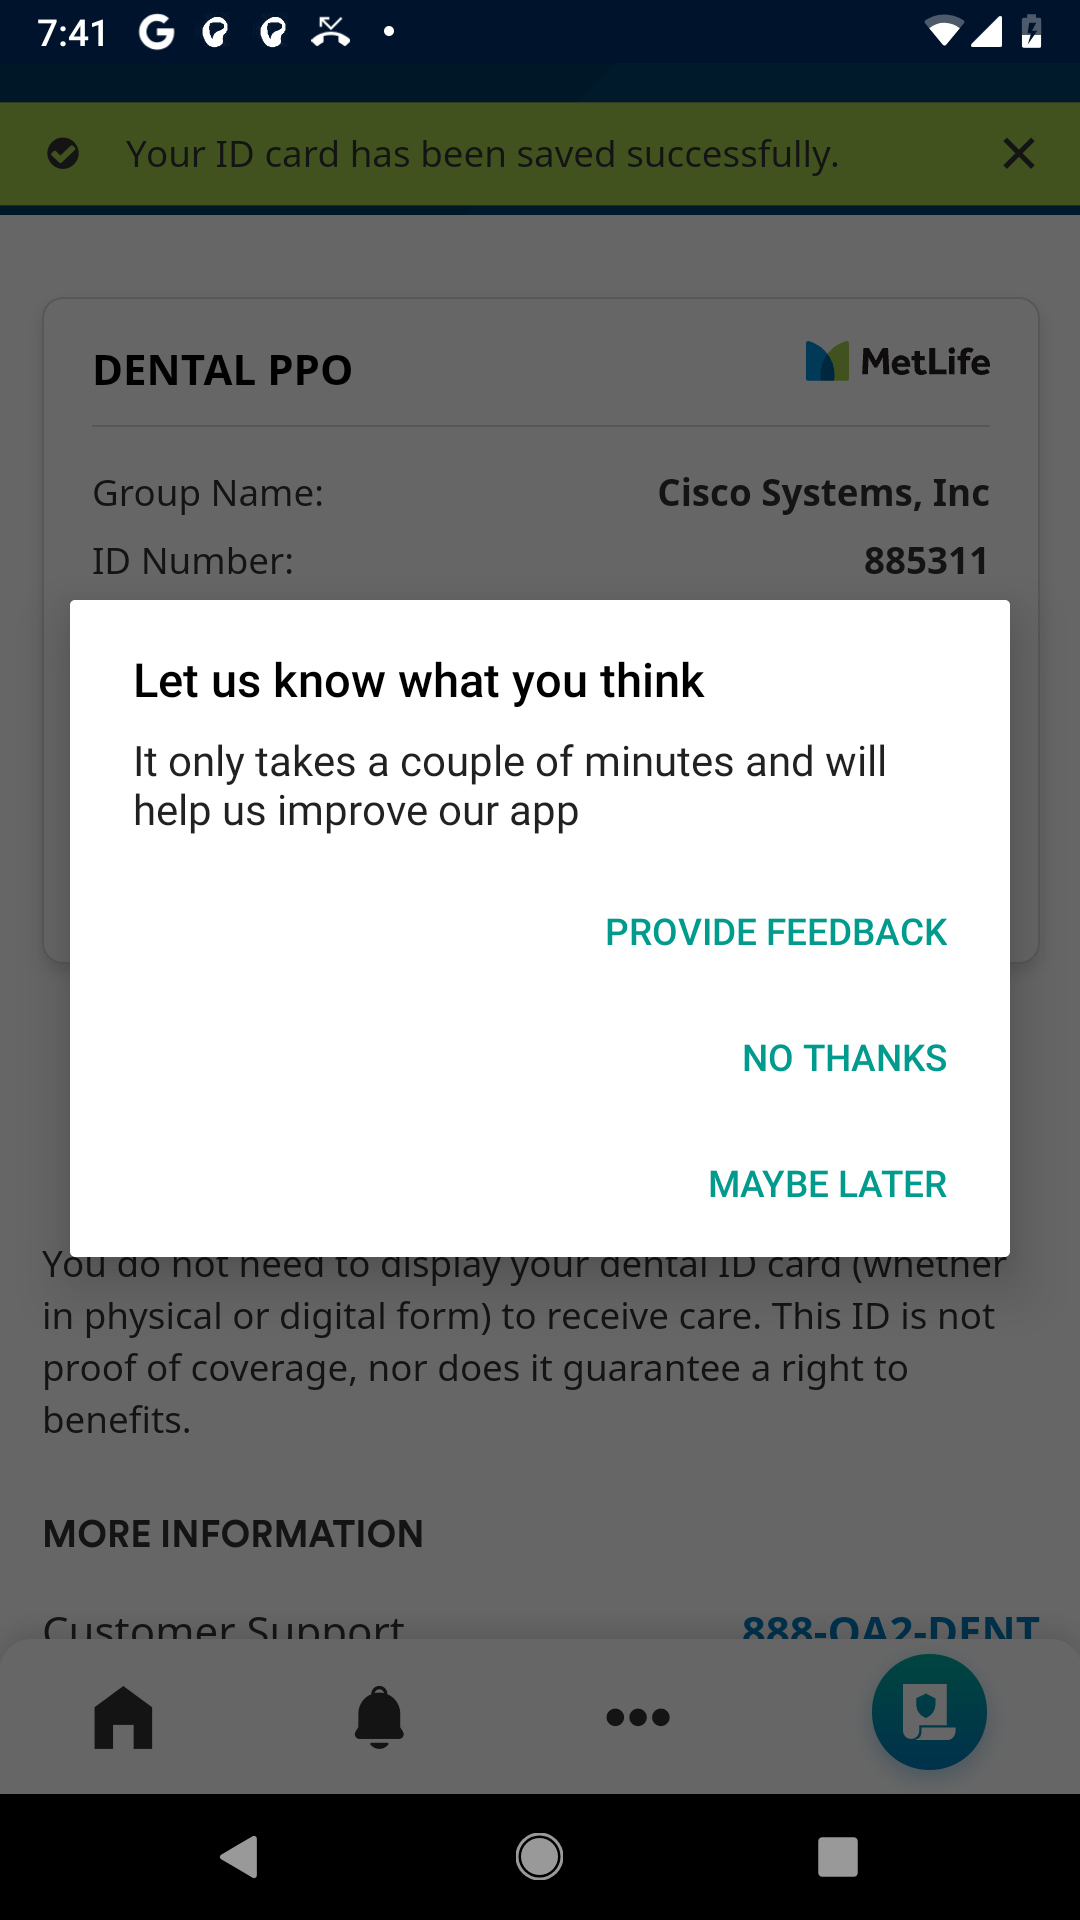 7:41
Your ID card has been saved successfully.
DENTAL PPO
MetLife
Group Name:
Cisco Systems, Inc
ID Number:
885311
Let us know what you think
It only takes a couple of minutes and will
help us improve our app
PROVIDE FEEDBACK
NO THANKS
MAYBE LATER
You do not need to display your dental ID card (whether
in physical or digital form) to receive care. This ID is not
proof of coverage, nor does it guarantee a right to
benefits.
MORE INFORMATION
Customer Support
888-OA2-DENT